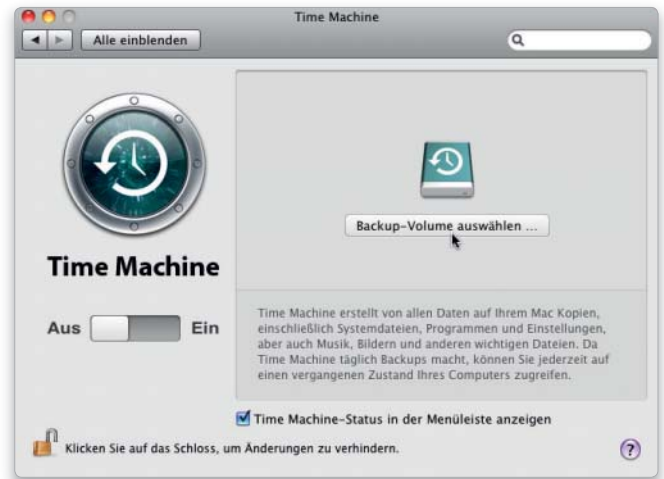 Time Machine
Alle einblenden
Backup-Volume auswählen ...
Time Machine
Aus Ein
Time Machine erstellt von allen Daten auf Ihrem Mac Kopien,
einschließlich Systemdateien, Programmen und Einstellungen,
aber auch Musik, Bildern und anderen wichtigen Dateien. Da
Time Machine täglich Backups macht, können Sie jederzeit auf
einen vergangenen Zustand Ihres Computers zugreifen.
Time Machine-Status in der Menüleiste anzeigen
Klicken Sie auf das Schloss, um Änderungen zu verhindern.
?